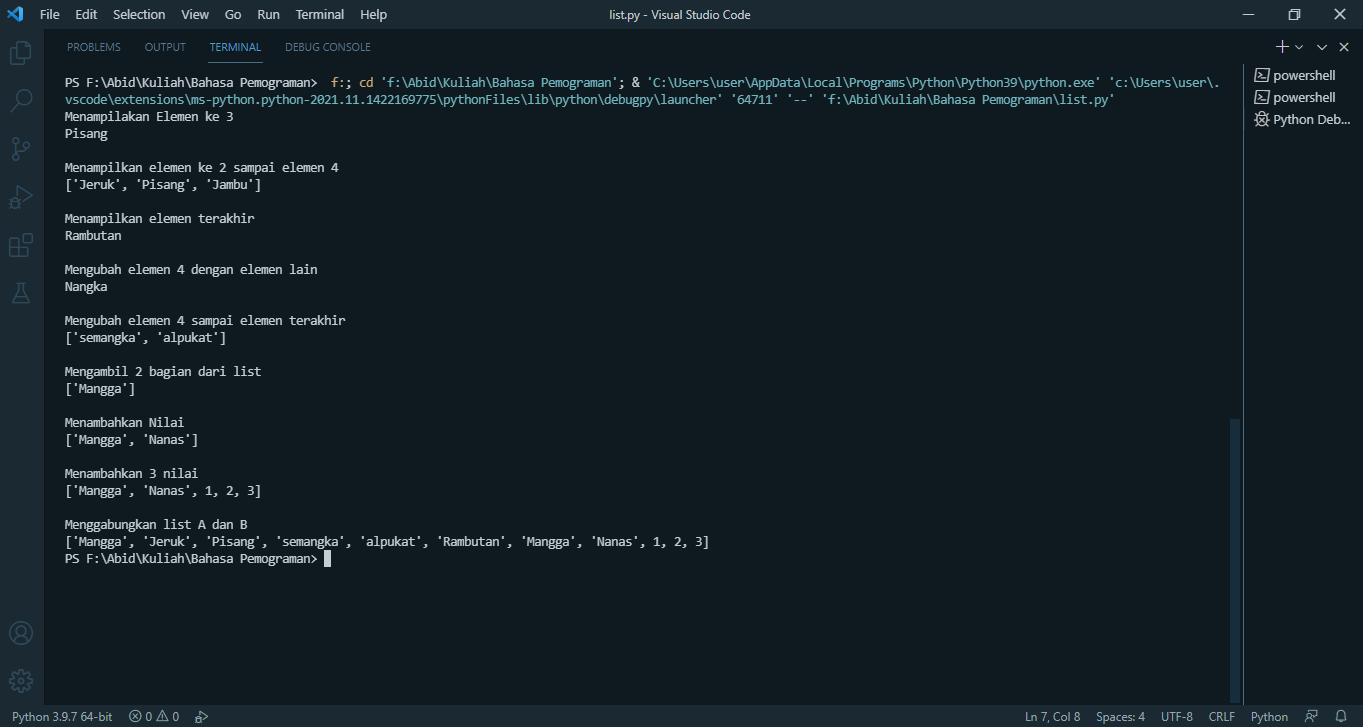 File Edit Selection View Go Run Terminal Help
list.py - Visual Studio Code
PROBLEMS OUTPUT TERMINAL DEBUG CONSOLE
PS F:\Abid\Kuliah\Bahasa Pemograman> f:; cd 'f:\Abid\Kuliah\Bahasa Pemograman'; & 'C:\Users\user\AppData\Local\Programs\Python\Python39\python.exe' 'c:\Users\user\.
vscode\extensions\ms-python.python-2021.11.1422169775\pythonFiles\lib\python\debugpy\launcher' '64711' '--' 'f:\Abid\Kuliah\Bahasa Pemograman\list.py'
Menampilakan Elemen ke 3
Pisang
Menampilkan elemen ke 2 sampai elemen 4
['Jeruk', 'Pisang', 'Jambu']
Menampilkan elemen terakhir
Rambutan
Mengubah elemen 4 dengan elemen lain
Nangka
Mengubah elemen 4 sampai elemen terakhir
['semangka', 'alpukat']
Mengambil 2 bagian dari list
['Mangga']
Menambahkan Nilai
['Mangga', 'Nanas']
Menambahkan 3 nilai
['Mangga', 'Nanas', 1, 2, 3]
Menggabungkan list A dan B
['Mangga', 'Jeruk', 'Pisang', 'semangka', 'alpukat', 'Rambutan', 'Mangga', 'Nanas', 1, 2, 3]
PS F:\Abid\Kuliah\Bahasa Pemograman>
powershell
powershell
Python Deb...
Python 3.9.7 64-bit 0 0 Ln 7, Col 8 Spaces: 4 UTF-8 CRLF Python